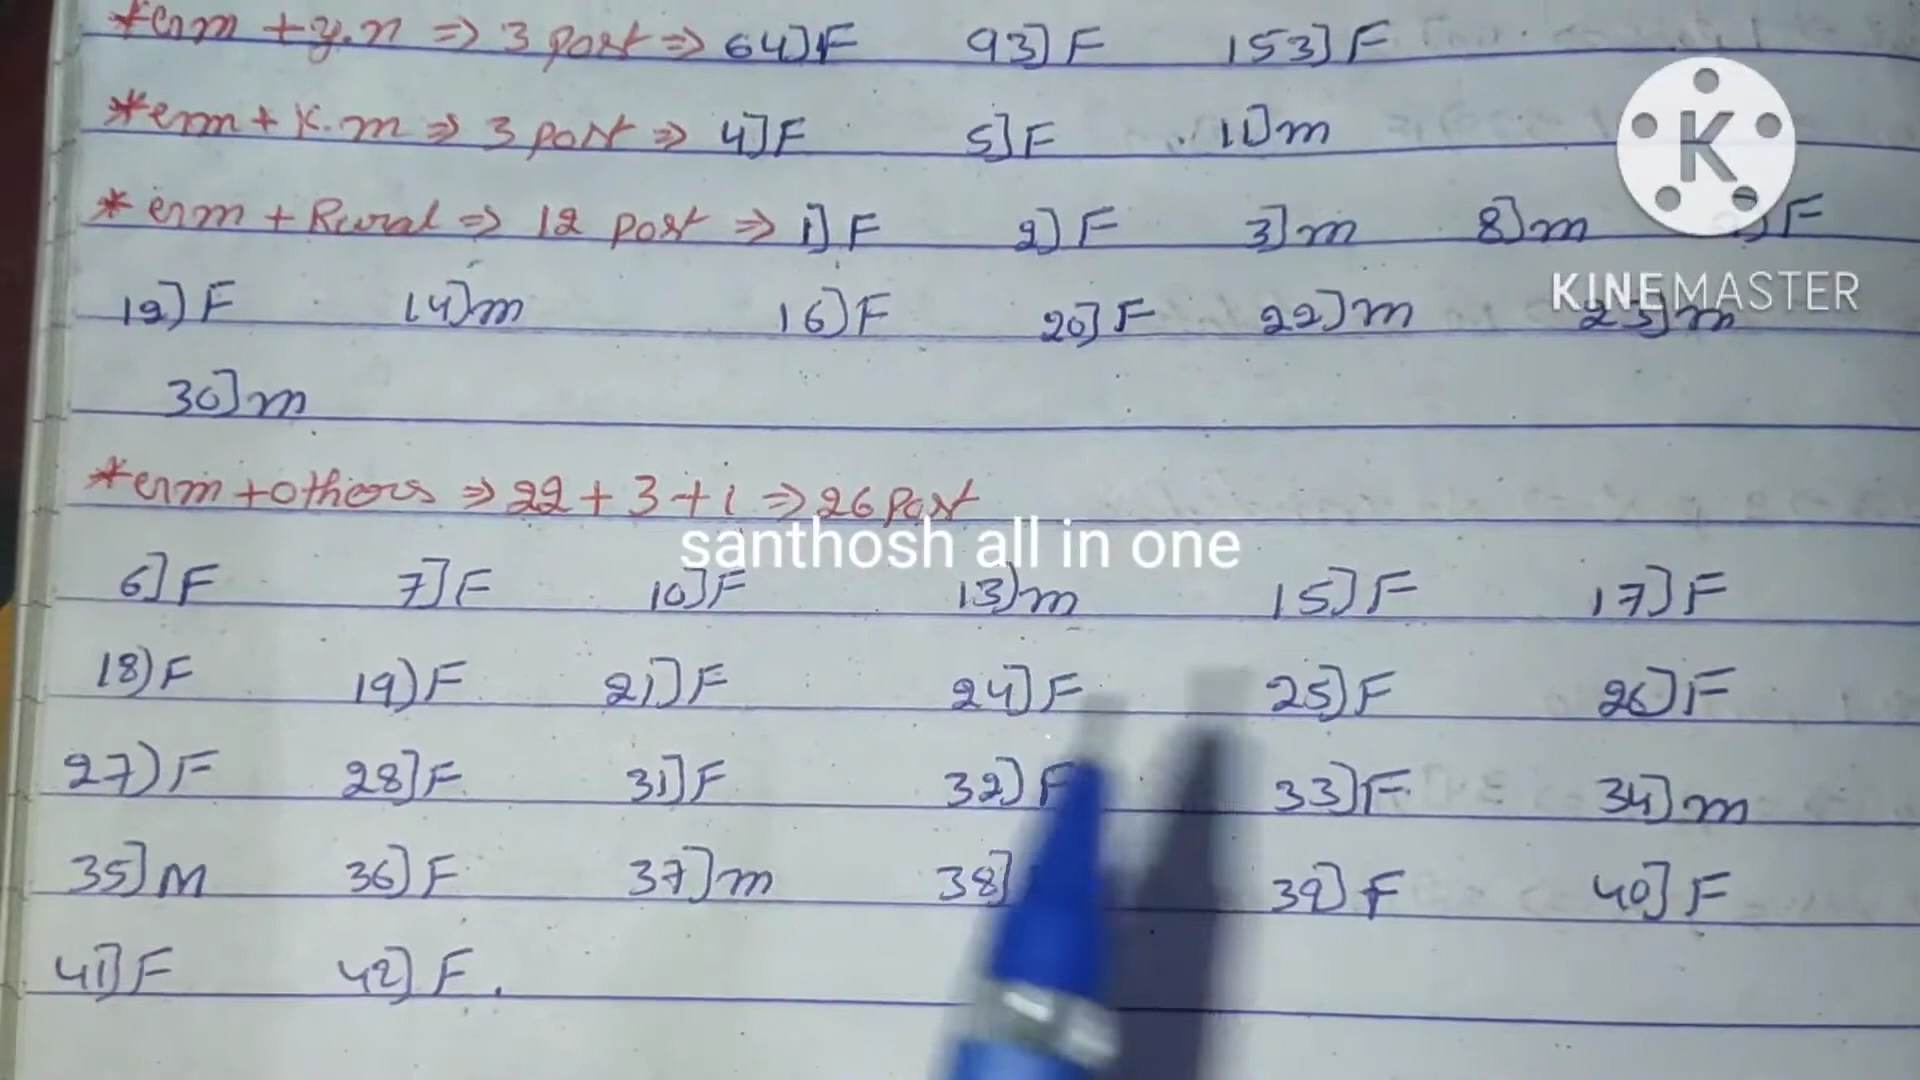 *erm + y.n => 3 post => 64]F 93]F 153]F
*erm + K.m => 3 post => 4]F 5]F 11]m
*erm + Rural => 12 post => 1]F 2]F 3]m 8]m F
12)F 14)m 16)F 20]F 22)m 23]m
30]m
KINEMASTER
*erm + others => 22 + 3 + 1 => 26 Post
santhosh all in one
6]F 7]F 10]F 13)m 15]F 17]F
18)F 19)F 21]F 24]F 25)F 26]F
27)F 28]F 31]F 32)F 33)F 34]m
35]M 36)F 37]m 38] 39]F 40]F
41]F 42]F.